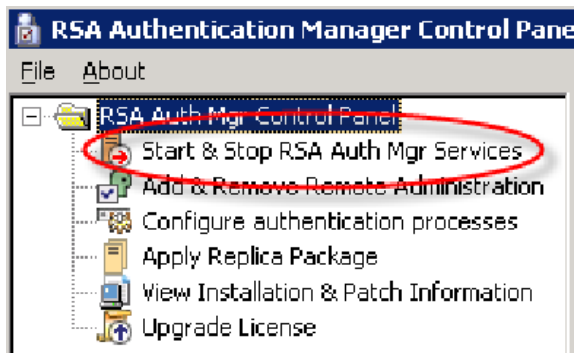 RSA Authentication Manager Control Pane
File About
RSA Auth Mgr Control Panel
Start & Stop RSA Auth Mgr Services
Add & Remove Remote Administration
Configure authentication processes
Apply Replica Package
View Installation & Patch Information
Upgrade License